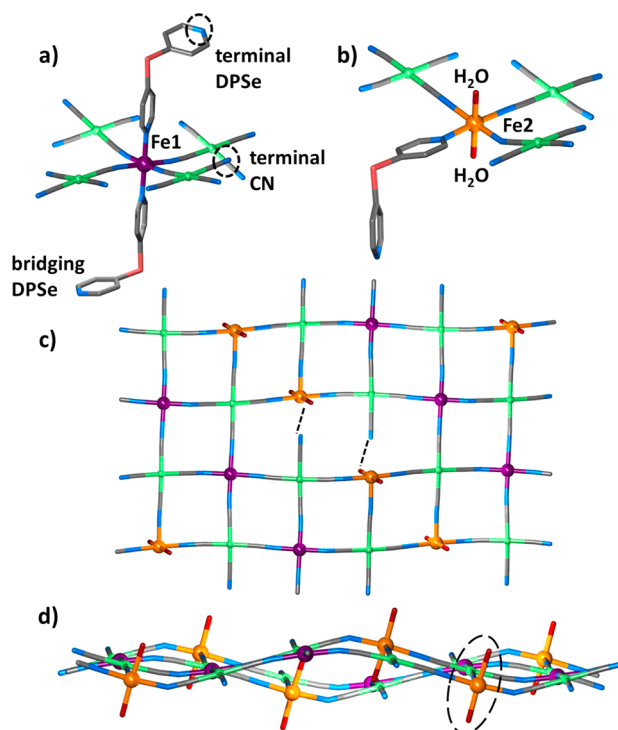 a)
terminal
DPSe
Fe1
terminal
CN
bridging
DPSe
b)
H₂O
Fe2
H₂O
c)
d)